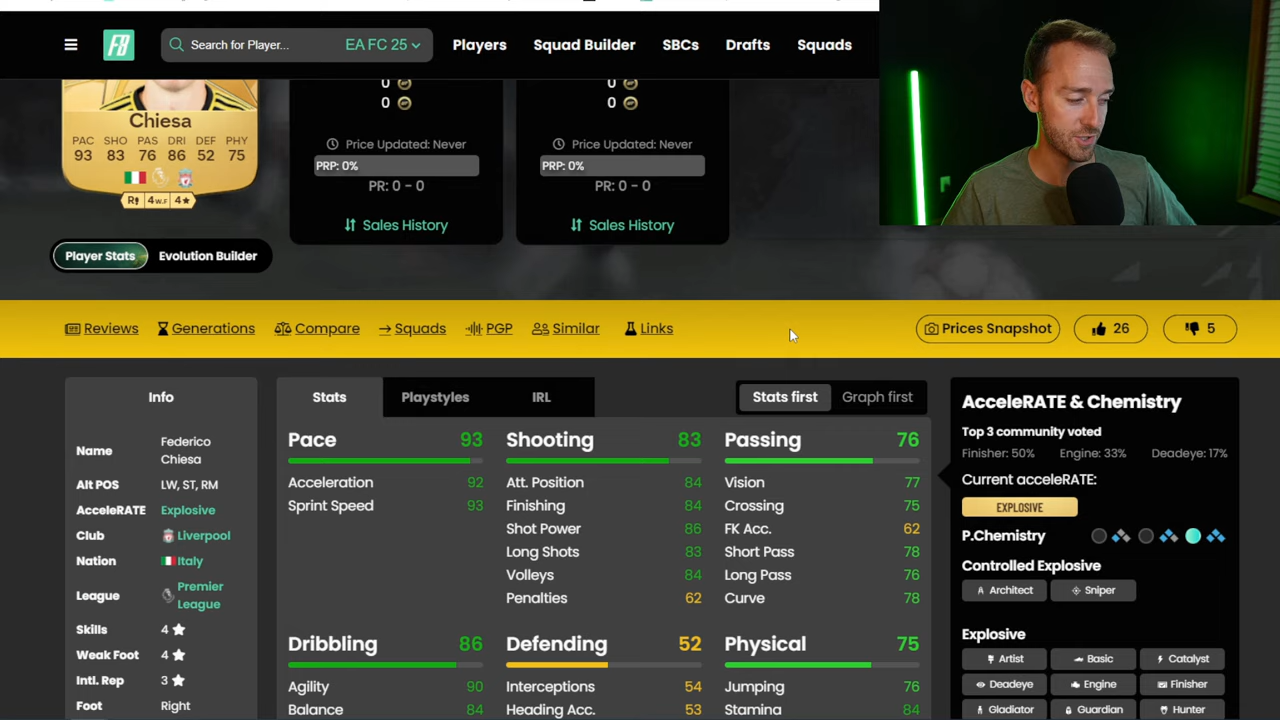 FB Search for Player... EA FC 25 Players Squad Builder SBCs Drafts Squads
0 0
0 0
Chiesa
PAC SHO PAS DRI DEF PHY
93 83 76 86 52 75
4 W.F 4★
Price Updated: Never Price Updated: Never
PRP: 0% PRP: 0%
PR: 0 - 0 PR: 0 - 0
Sales History Sales History
Player Stats Evolution Builder
Reviews Generations Compare Squads PGP Similar Links Prices Snapshot 26 5
Info
Name Federico Chiesa
Alt POS LW, ST, RM
AcceleRATE Explosive
Club Liverpool
Nation Italy
League Premier League
Skills 4 ★
Weak Foot 4 ★
Intl. Rep 3 ★
Foot Right
Stats Playstyles IRL Stats first Graph first
Pace 93
Acceleration 92
Sprint Speed 93
Shooting 83
Att. Position 84
Finishing 84
Shot Power 86
Long Shots 83
Volleys 84
Penalties 62
Passing 76
Vision 77
Crossing 75
FK Acc. 62
Short Pass 78
Long Pass 76
Curve 78
Dribbling 86
Agility 90
Balance 84
Defending 52
Interceptions 54
Heading Acc. 53
Physical 75
Jumping 76
Stamina 84
AcceleRATE & Chemistry
Top 3 community voted
Finisher: 50% Engine: 33% Deadeye: 17%
Current acceleRATE:
EXPLOSIVE
P.Chemistry
Controlled Explosive
Architect Sniper
Explosive
Artist Basic Catalyst
Deadeye Engine Finisher
Gladiator Guardian Hunter